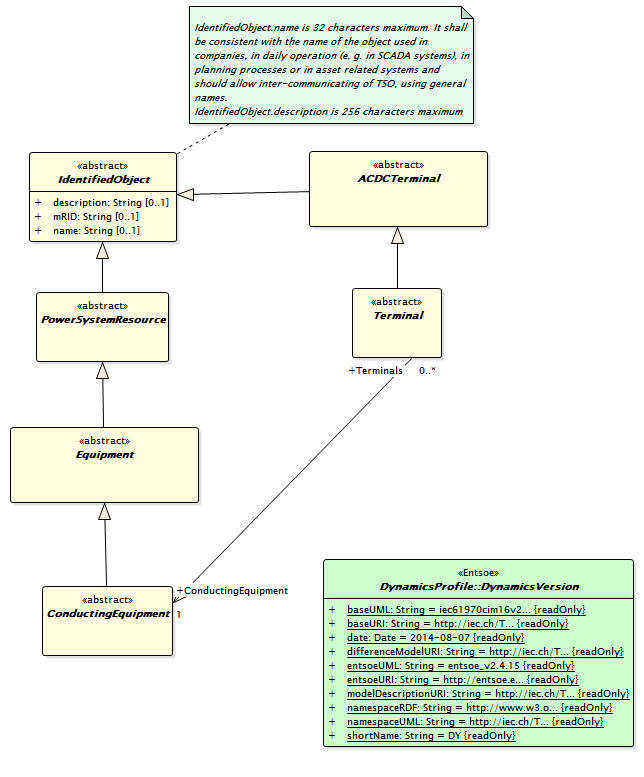 IdentifiedObject.name is 32 characters maximum. It shall
be consistent with the name of the object used in
companies, in daily operation (e. g. in SCADA systems), in
planning processes or in asset related systems and
should allow inter-communicating of TSO, using general
names.
IdentifiedObject.description is 256 characters maximum
«abstract»
IdentifiedObject
+ description: String [0..1]
+ mRID: String [0..1]
+ name: String [0..1]
«abstract»
ACDCTerminal
«abstract»
PowerSystemResource
«abstract»
Terminal
+Terminals 0..*
«abstract»
Equipment
«abstract»
ConductingEquipment
+ConductingEquipment
1
«Entsoe»
DynamicsProfile::DynamicsVersion
+ baseUML: String = iec61970cim16v2... {readOnly}
+ baseURI: String = http://iec.ch/T... {readOnly}
+ date: Date = 2014-08-07 {readOnly}
+ differenceModelURI: String = http://iec.ch/T... {readOnly}
+ entsoeUML: String = entsoe_v2.4.15 {readOnly}
+ entsoeURI: String = http://entsoe.e... {readOnly}
+ modelDescriptionURI: String = http://iec.ch/T... {readOnly}
+ namespaceRDF: String = http://www.w3.o... {readOnly}
+ namespaceUML: String = http://iec.ch/T... {readOnly}
+ shortName: String = DY {readOnly}